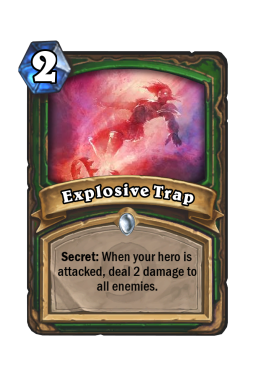 2
Explosive Trap
Secret: When your hero is
attacked, deal 2 damage to
all enemies.